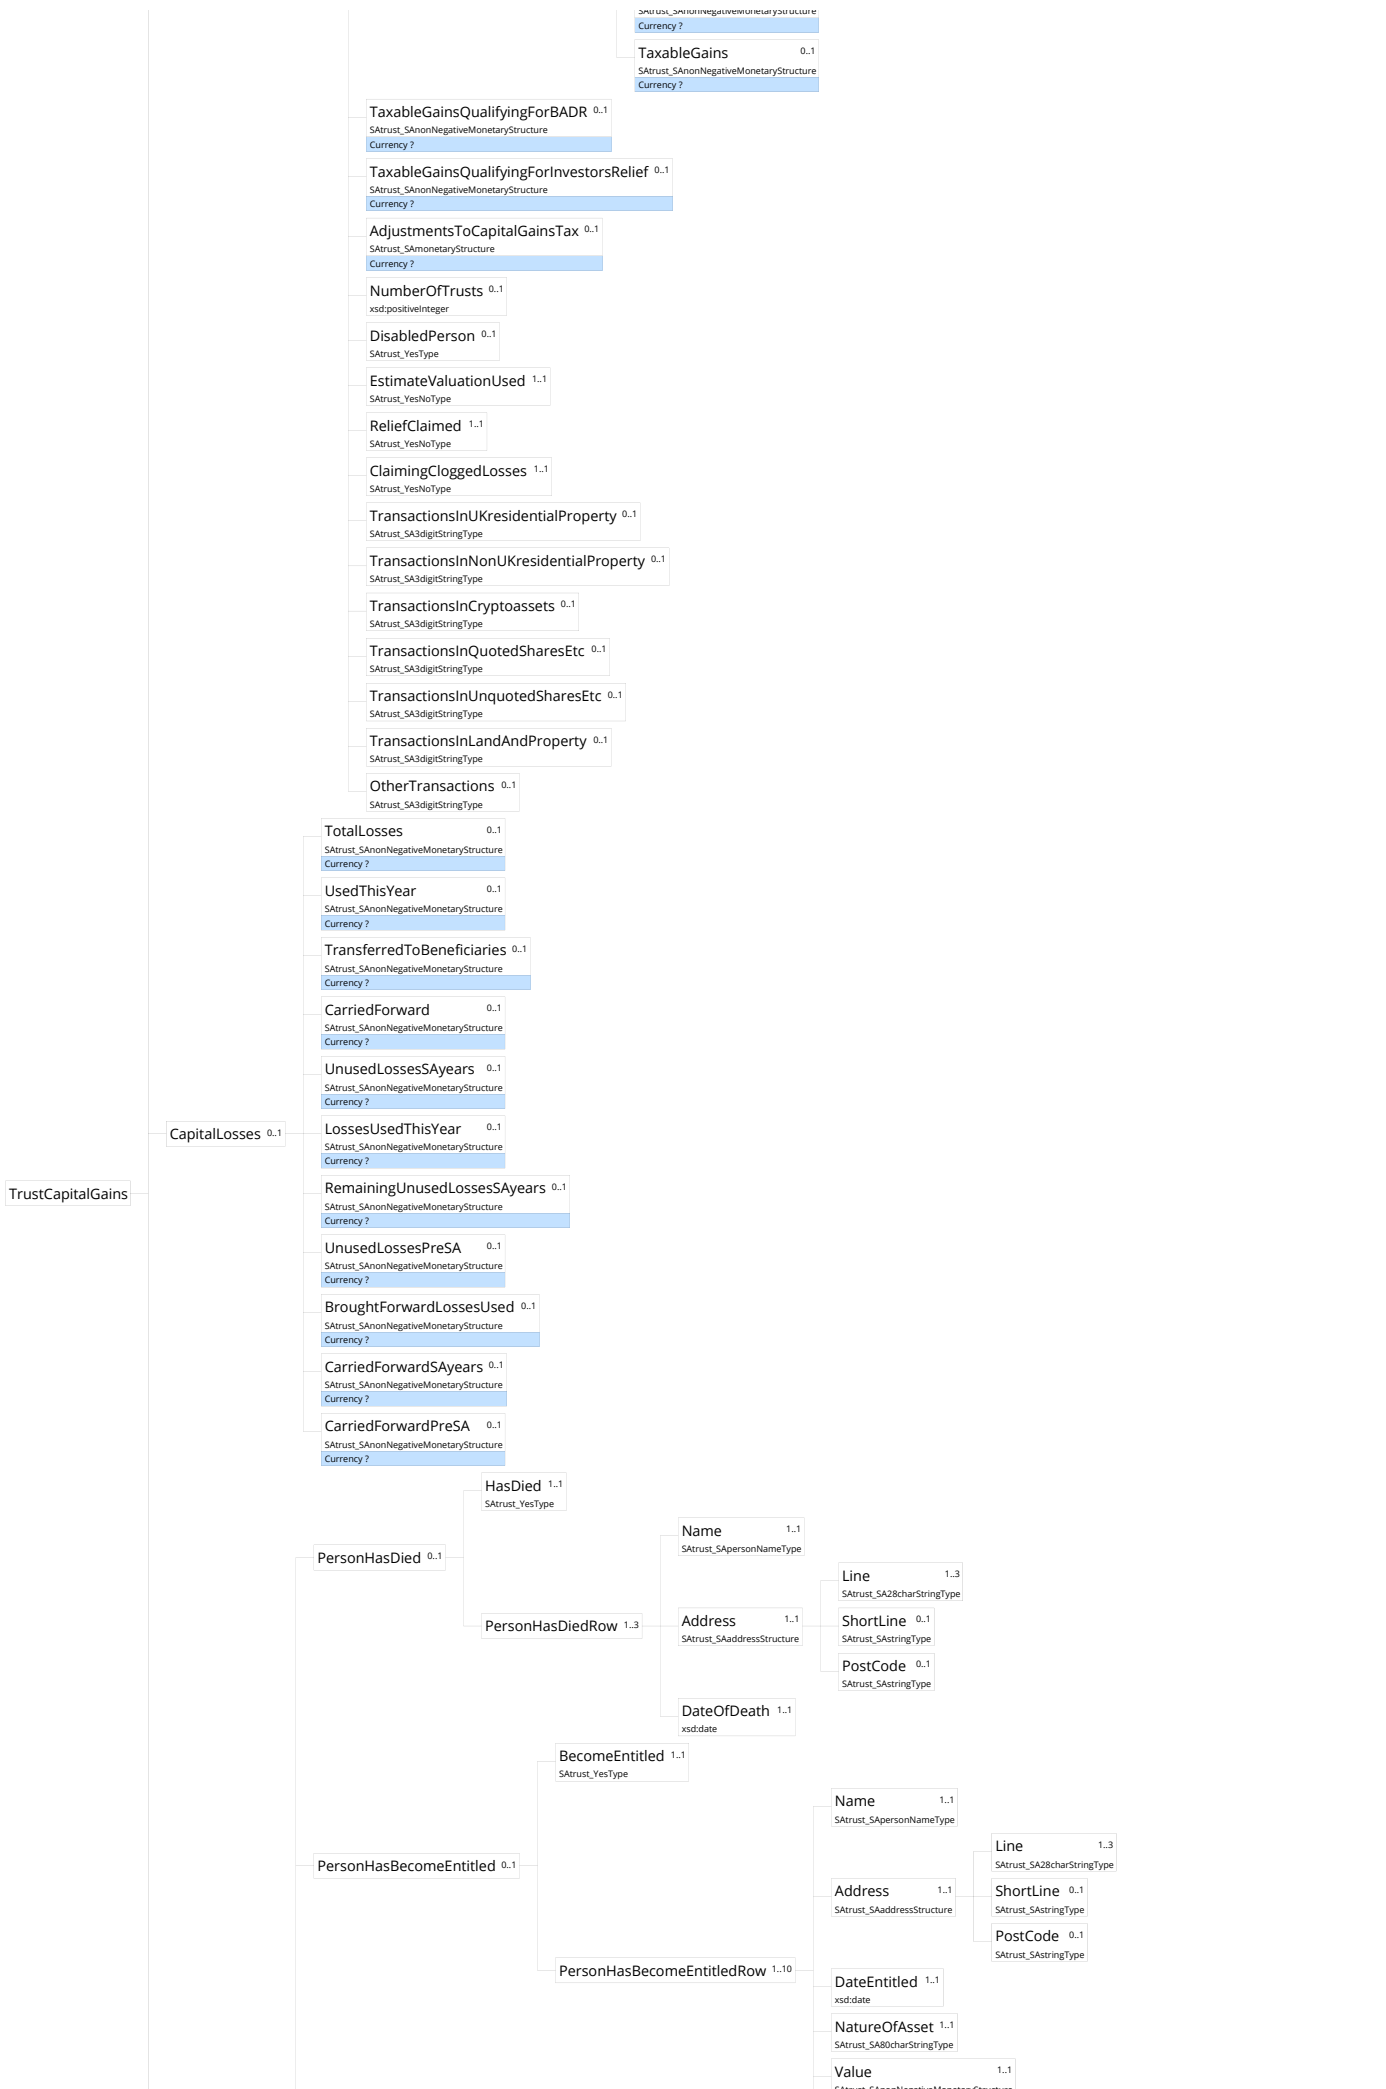 SAtrust_SAnonNegativeMonetaryStructure
Currency ?
TaxableGains 0..1
SAtrust_SAnonNegativeMonetaryStructure
Currency ?
TaxableGainsQualifyingForBADR 0..1
SAtrust_SAnonNegativeMonetaryStructure
Currency ?
TaxableGainsQualifyingForInvestorsRelief 0..1
SAtrust_SAnonNegativeMonetaryStructure
Currency ?
AdjustmentsToCapitalGainsTax 0..1
SAtrust_SAmonetaryStructure
Currency ?
NumberOfTrusts 0..1
xsd:positiveInteger
DisabledPerson 0..1
SAtrust_YesType
EstimateValuationUsed 1..1
SAtrust_YesNoType
ReliefClaimed 1..1
SAtrust_YesNoType
ClaimingCloggedLosses 1..1
SAtrust_YesNoType
TransactionsInUKresidentialProperty 0..1
SAtrust_SA3digitStringType
TransactionsInNonUKresidentialProperty 0..1
SAtrust_SA3digitStringType
TransactionsInCryptoassets 0..1
SAtrust_SA3digitStringType
TransactionsInQuotedSharesEtc 0..1
SAtrust_SA3digitStringType
TransactionsInUnquotedSharesEtc 0..1
SAtrust_SA3digitStringType
TransactionsInLandAndProperty 0..1
SAtrust_SA3digitStringType
OtherTransactions 0..1
SAtrust_SA3digitStringType
TotalLosses 0..1
SAtrust_SAnonNegativeMonetaryStructure
Currency ?
UsedThisYear 0..1
SAtrust_SAnonNegativeMonetaryStructure
Currency ?
TransferredToBeneficiaries 0..1
SAtrust_SAnonNegativeMonetaryStructure
Currency ?
CarriedForward 0..1
SAtrust_SAnonNegativeMonetaryStructure
Currency ?
UnusedLossesSAyears 0..1
SAtrust_SAnonNegativeMonetaryStructure
Currency ?
CapitalLosses 0..1
LossesUsedThisYear 0..1
SAtrust_SAnonNegativeMonetaryStructure
Currency ?
TrustCapitalGains
RemainingUnusedLossesSAyears 0..1
SAtrust_SAnonNegativeMonetaryStructure
Currency ?
UnusedLossesPreSA 0..1
SAtrust_SAnonNegativeMonetaryStructure
Currency ?
BroughtForwardLossesUsed 0..1
SAtrust_SAnonNegativeMonetaryStructure
Currency ?
CarriedForwardSAyears 0..1
SAtrust_SAnonNegativeMonetaryStructure
Currency ?
CarriedForwardPreSA 0..1
SAtrust_SAnonNegativeMonetaryStructure
Currency ?
HasDied 1..1
SAtrust_YesType
PersonHasDied 0..1
Name 1..1
SAtrust_SApersonNameType
PersonHasDiedRow 1..3
Address 1..1
SAtrust_SAaddressStructure
Line 1..3
SAtrust_SA28charStringType
ShortLine 0..1
SAtrust_SAstringType
PostCode 0..1
SAtrust_SAstringType
DateOfDeath 1..1
xsd:date
BecomeEntitled 1..1
SAtrust_YesType
PersonHasBecomeEntitled 0..1
Name 1..1
SAtrust_SApersonNameType
Address 1..1
SAtrust_SAaddressStructure
Line 1..3
SAtrust_SA28charStringType
ShortLine 0..1
SAtrust_SAstringType
PostCode 0..1
SAtrust_SAstringType
PersonHasBecomeEntitledRow 1..10
DateEntitled 1..1
xsd:date
NatureOfAsset 1..1
SAtrust_SA80charStringType
Value 1..1
SAtrust_SAnonNegativeMonetaryStructure